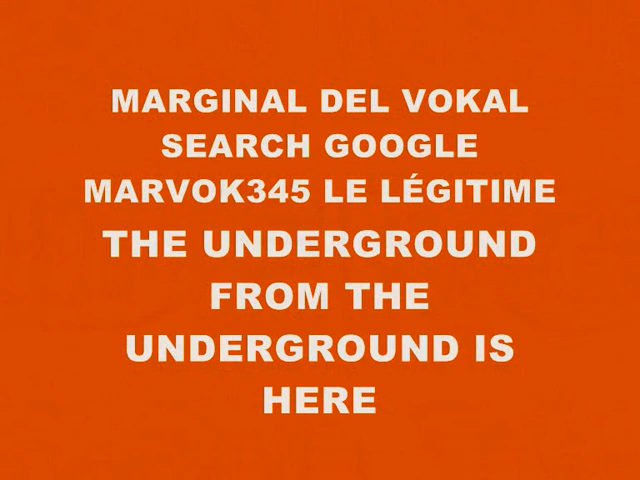 MARGINAL DEL VOKAL
SEARCH GOOGLE
MARVOK345 LE LÉGITIME
THE UNDERGROUND
FROM THE
UNDERGROUND IS
HERE